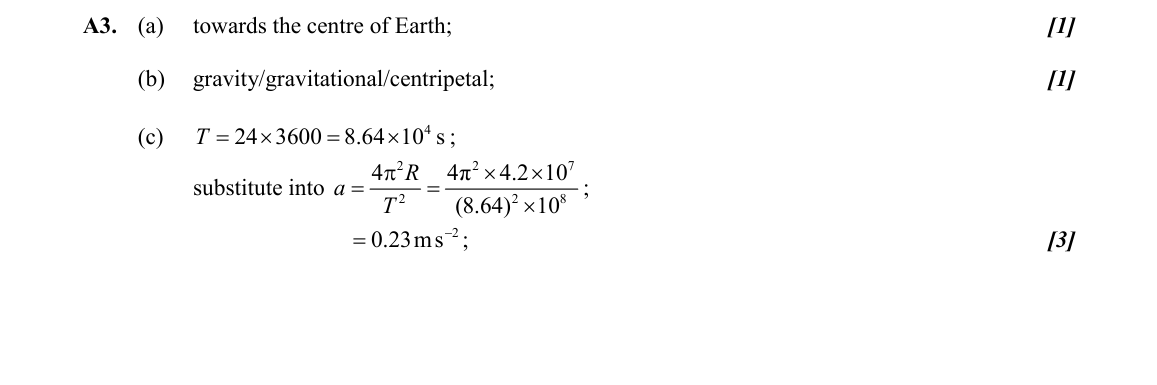 A3. (a) towards the centre of Earth; [1]
(b) gravity/gravitational/centripetal; [1]
(c) T = 24×3600 = 8.64×10⁴ s;
substitute into a = 4π²R / T² = 4π² × 4.2×10⁷ / (8.64)² ×10⁸ ;
= 0.23 m s⁻²; [3]